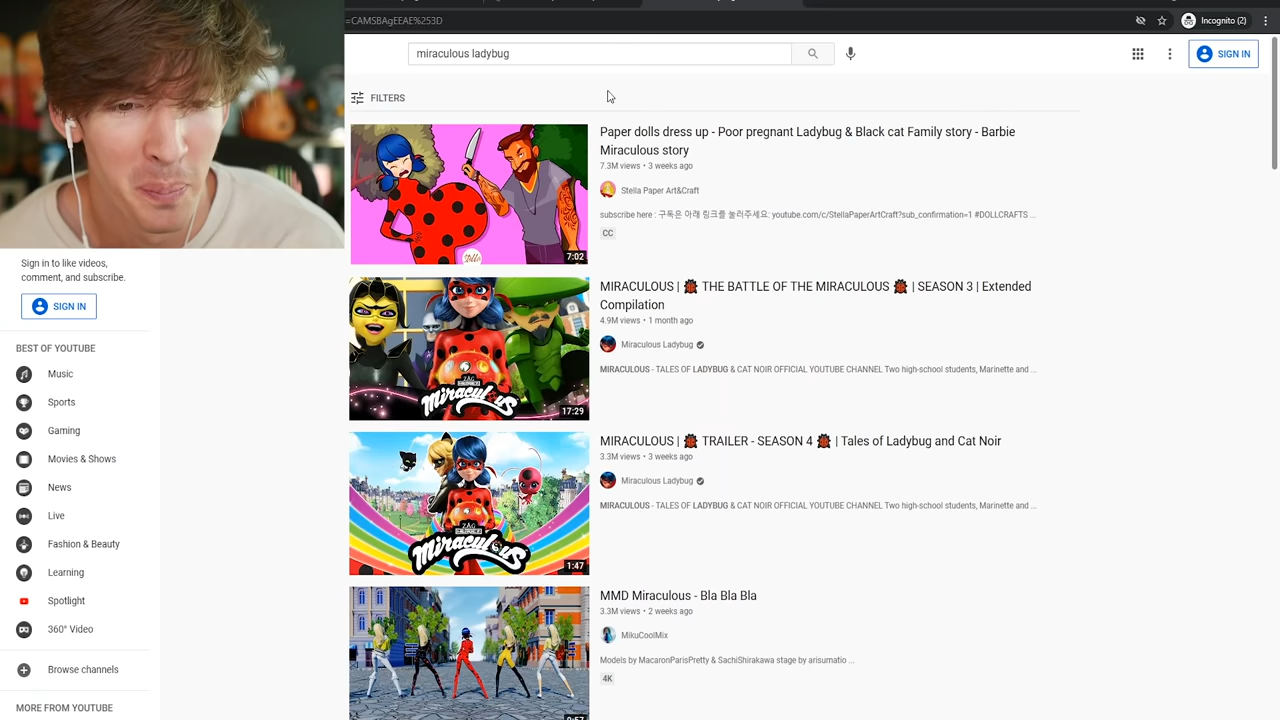 =CAMSBAgEEAE%253D
Incognito (2)
miraculous ladybug
SIGN IN
FILTERS
Paper dolls dress up - Poor pregnant Ladybug & Black cat Family story - Barbie
Miraculous story
7.3M views • 3 weeks ago
Stella Paper Art&Craft
subscribe here : 구독은 아래 링크를 눌러주세요: youtube.com/c/StellaPaperArtCraft?sub_confirmation=1 #DOLLCRAFTS ...
CC
7:02
Sign in to like videos,
comment, and subscribe.
SIGN IN
BEST OF YOUTUBE
Music
Sports
Gaming
Movies & Shows
News
Live
Fashion & Beauty
Learning
Spotlight
360° Video
Browse channels
MORE FROM YOUTUBE
MIRACULOUS | 🐞 THE BATTLE OF THE MIRACULOUS 🐞 | SEASON 3 | Extended
Compilation
4.9M views • 1 month ago
Miraculous Ladybug
MIRACULOUS - TALES OF LADYBUG & CAT NOIR OFFICIAL YOUTUBE CHANNEL Two high-school students, Marinette and ...
ZAG
Miraculous
17:29
MIRACULOUS | 🐞 TRAILER - SEASON 4 🐞 | Tales of Ladybug and Cat Noir
3.3M views • 3 weeks ago
Miraculous Ladybug
MIRACULOUS - TALES OF LADYBUG & CAT NOIR OFFICIAL YOUTUBE CHANNEL Two high-school students, Marinette and ...
ZAG
Miraculous
1:47
MMD Miraculous - Bla Bla Bla
3.3M views • 2 weeks ago
MikuCoolMix
Models by MacaronParisPretty & SachiShirakawa stage by arisumatio ...
4K
0:57